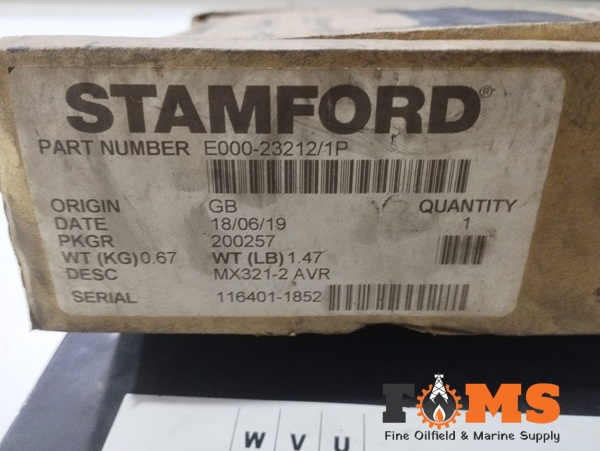 STAMFORD®
PART NUMBER E000-23212/1P
ORIGIN GB QUANTITY
DATE 18/06/19 1
PKGR 200257
WT (KG) 0.67 WT (LB) 1.47
DESC MX321-2 AVR
SERIAL 116401-1852
FOMS
Fine Oilfield & Marine Supply
W V U